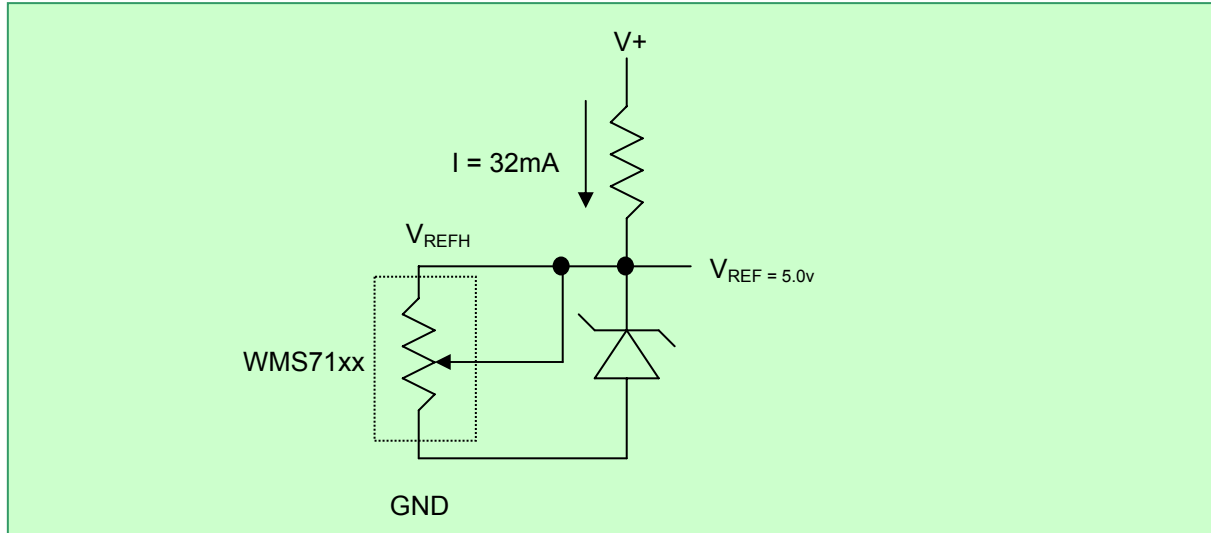 V+
I = 32mA
VREFH
VREF = 5.0v
WMS71xx
GND